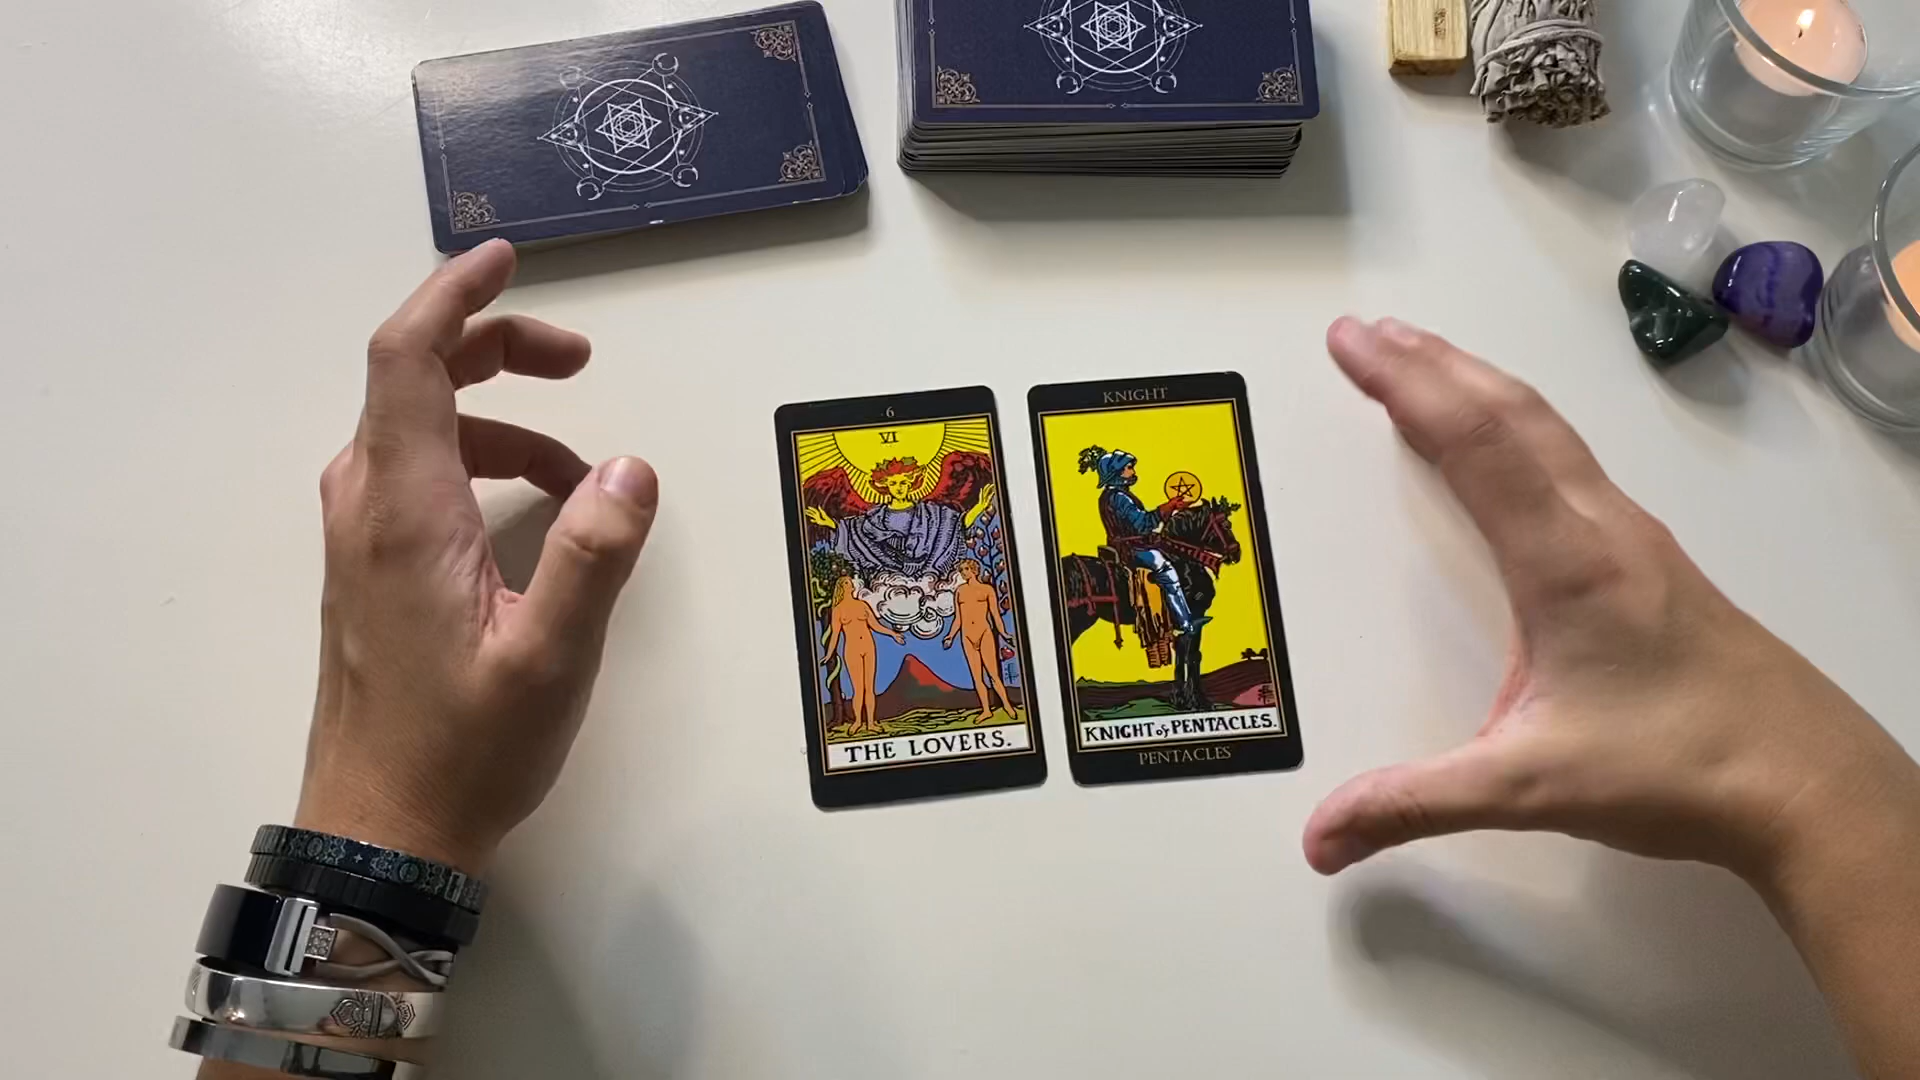 6
VI
THE LOVERS.
KNIGHT
KNIGHT of PENTACLES.
PENTACLES